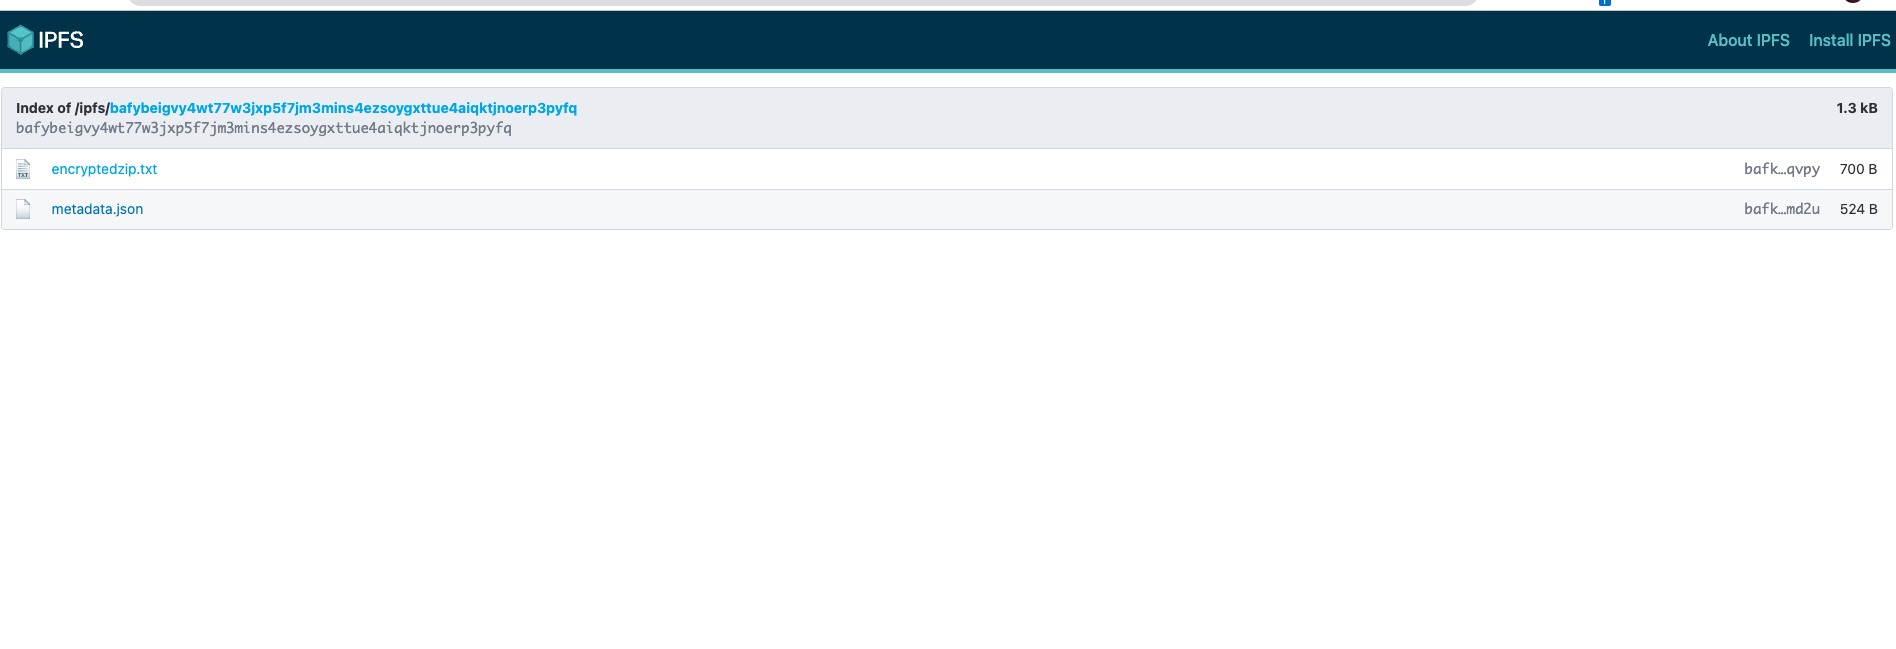 IPFS
About IPFS Install IPFS
Index of /ipfs/bafybeigvy4wt77w3jxp5f7jm3mins4ezsoygxttue4aiqktjnoerp3pyfq 1.3 kB
bafybeigvy4wt77w3jxp5f7jm3mins4ezsoygxttue4aiqktjnoerp3pyfq
TXT
encryptedzip.txt bafk…qvpy 700 B
metadata.json bafk…md2u 524 B